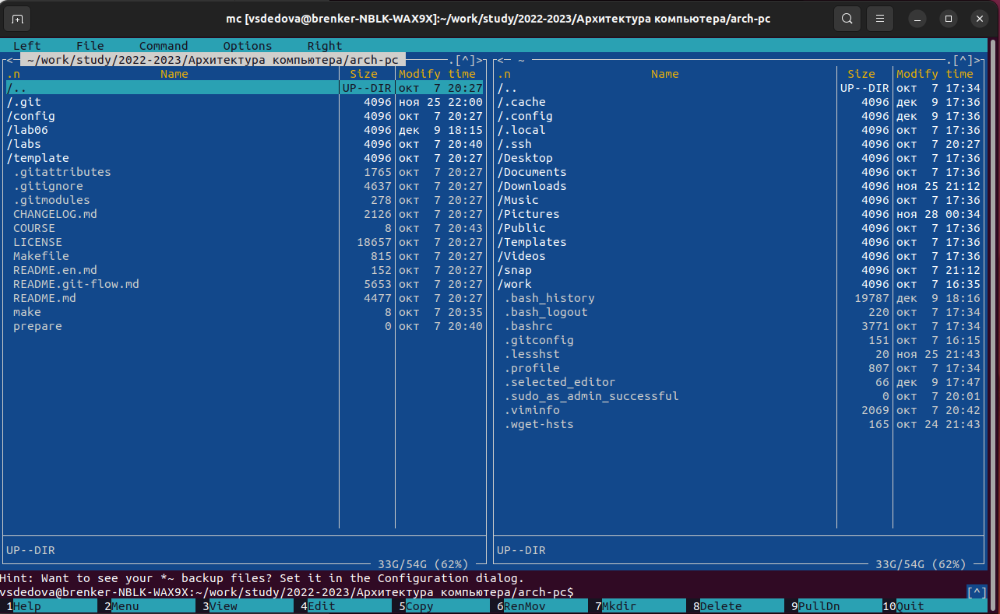 mc [vsdedova@brenker-NBLK-WAX9X]:~/work/study/2022-2023/Архитектура компьютера/arch-pc
Left File Command Options Right
<─ ~/work/study/2022-2023/Архитектура компьютера/arch-pc ─.[^]>
.n Name Size Modify time
/.. UP--DIR окт 7 20:27
/.git 4096 ноя 25 22:00
/config 4096 окт 7 20:27
/lab06 4096 дек 9 18:15
/labs 4096 окт 7 20:40
/template 4096 окт 7 20:27
.gitattributes 1765 окт 7 20:27
.gitignore 4637 окт 7 20:27
.gitmodules 278 окт 7 20:27
CHANGELOG.md 2126 окт 7 20:27
COURSE 8 окт 7 20:43
LICENSE 18657 окт 7 20:27
Makefile 815 окт 7 20:27
README.en.md 152 окт 7 20:27
README.git-flow.md 5653 окт 7 20:27
README.md 4477 окт 7 20:27
make 8 окт 7 20:35
prepare 0 окт 7 20:40
UP--DIR
33G/54G (62%)
<─ ~ ─.[^]>
.n Name Size Modify time
/.. UP--DIR окт 7 17:34
/.cache 4096 дек 9 17:36
/.config 4096 дек 9 17:36
/.local 4096 окт 7 17:36
/.ssh 4096 окт 7 20:27
/Desktop 4096 окт 7 17:36
/Documents 4096 окт 7 17:36
/Downloads 4096 ноя 25 21:12
/Music 4096 окт 7 17:36
/Pictures 4096 ноя 28 00:34
/Public 4096 окт 7 17:36
/Templates 4096 окт 7 17:36
/Videos 4096 окт 7 17:36
/snap 4096 окт 7 21:12
/work 4096 окт 7 16:35
.bash_history 19787 дек 9 18:16
.bash_logout 220 окт 7 17:34
.bashrc 3771 окт 7 17:34
.gitconfig 151 окт 7 16:15
.lesshst 20 ноя 25 21:43
.profile 807 окт 7 17:34
.selected_editor 66 дек 9 17:47
.sudo_as_admin_successful 0 окт 7 20:01
.viminfo 2069 окт 7 20:42
.wget-hsts 165 окт 24 21:43
UP--DIR
33G/54G (62%)
Hint: Want to see your *~ backup files? Set it in the Configuration dialog.
vsdedova@brenker-NBLK-WAX9X:~/work/study/2022-2023/Архитектура компьютера/arch-pc$ [^]
1Help 2Menu 3View 4Edit 5Copy 6RenMov 7Mkdir 8Delete 9PullDn 10Quit